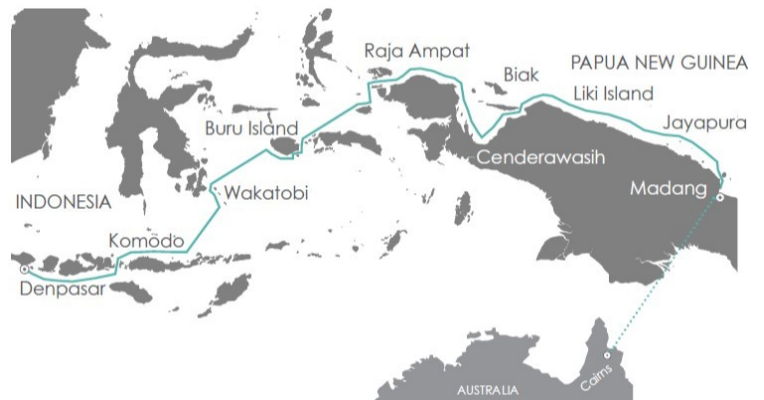 Raja Ampat
Biak
PAPUA NEW GUINEA
Liki Island
Jayapura
Buru Island
Cenderawasih
Madang
Wakatobi
INDONESIA
Komodo
Denpasar
Cairns
AUSTRALIA